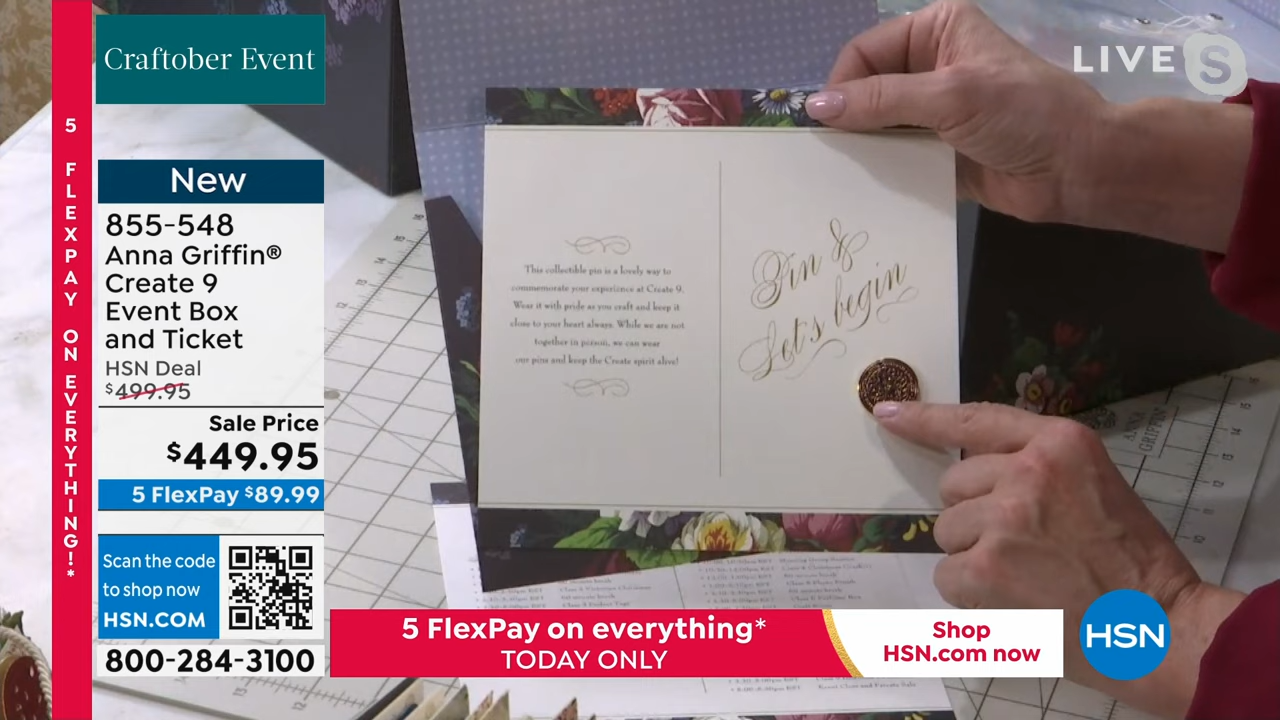 Craftober Event
LIVE S
5 FLEXPAY ON EVERYTHING!*
New
855-548
Anna Griffin®
Create 9
Event Box
and Ticket
HSN Deal
$499.95
Sale Price
$449.95
5 FlexPay $89.99
Scan the code
to shop now
HSN.COM
800-284-3100
This collectible pin is a lovely way to
commemorate your experience at Create 9.
Wear it with pride as you craft and keep it
close to your heart always. While we are not
together in person, we can wear
our pins and keep the Create spirit alive!
Pin &
Let's begin
ANNA
GRIFFIN
5 FlexPay on everything*
TODAY ONLY
Shop
HSN.com now
HSN